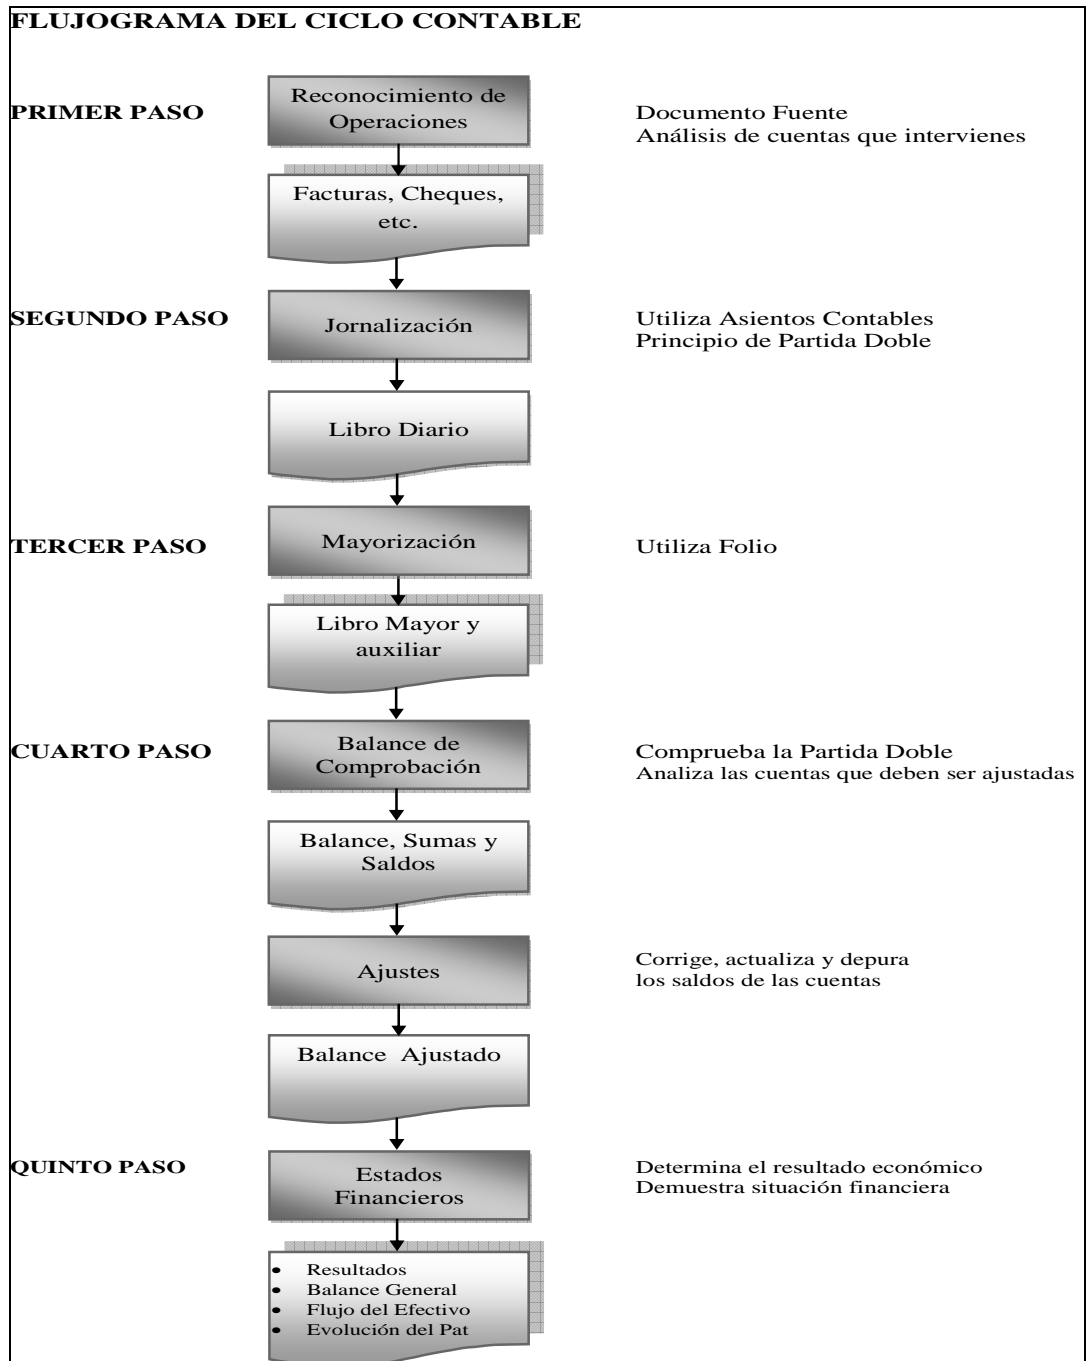 FLUJOGRAMA DEL CICLO CONTABLE
PRIMER PASO
Reconocimiento de
Operaciones
Documento Fuente
Análisis de cuentas que intervienes
Facturas, Cheques,
etc.
SEGUNDO PASO
Jornalización
Utiliza Asientos Contables
Principio de Partida Doble
Libro Diario
TERCER PASO
Mayorización
Utiliza Folio
Libro Mayor y
auxiliar
CUARTO PASO
Balance de
Comprobación
Comprueba la Partida Doble
Analiza las cuentas que deben ser ajustadas
Balance, Sumas y
Saldos
Ajustes
Corrige, actualiza y depura
los saldos de las cuentas
Balance Ajustado
QUINTO PASO
Estados
Financieros
Determina el resultado económico
Demuestra situación financiera
• Resultados
• Balance General
• Flujo del Efectivo
• Evolución del Pat